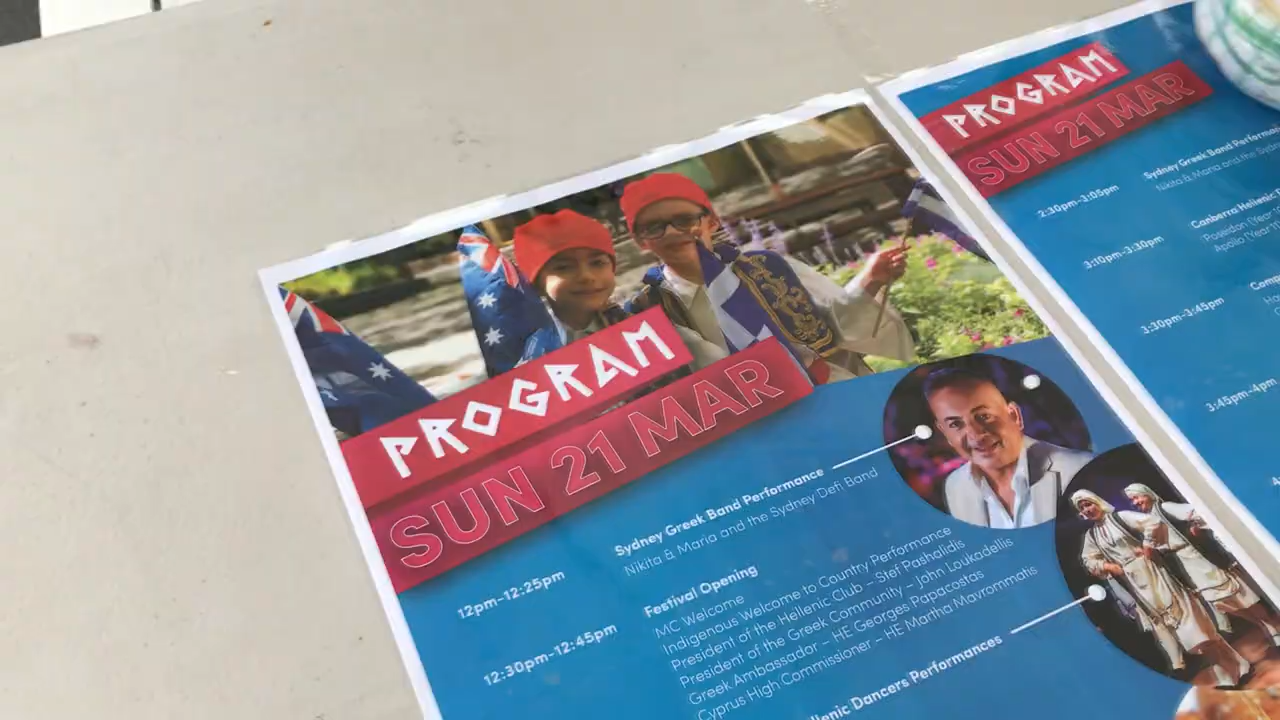 PROGRAM
SUN 21 MAR
12pm-12:25pm
Sydney Greek Band Performance
Nikita & Maria and the Sydney Defi Band
12:30pm-12:45pm
Festival Opening
MC Welcome
Indigenous Welcome to Country Performance
President of the Hellenic Club – Stef Pashalidis
President of the Greek Community – John Loukadellis
Greek Ambassador – HE Georges Papacostas
Cyprus High Commissioner – HE Martha Mavrommatis
Dancers Performances
PROGRAM
SUN 21 MAR
2:30pm-3:05pm
Sydney Greek Band
Nikita & Maria and the
3:10pm-3:30pm
Canberra Hellenic
Poseidon
Apollo
3:30pm-3:45pm
3:45pm-4pm